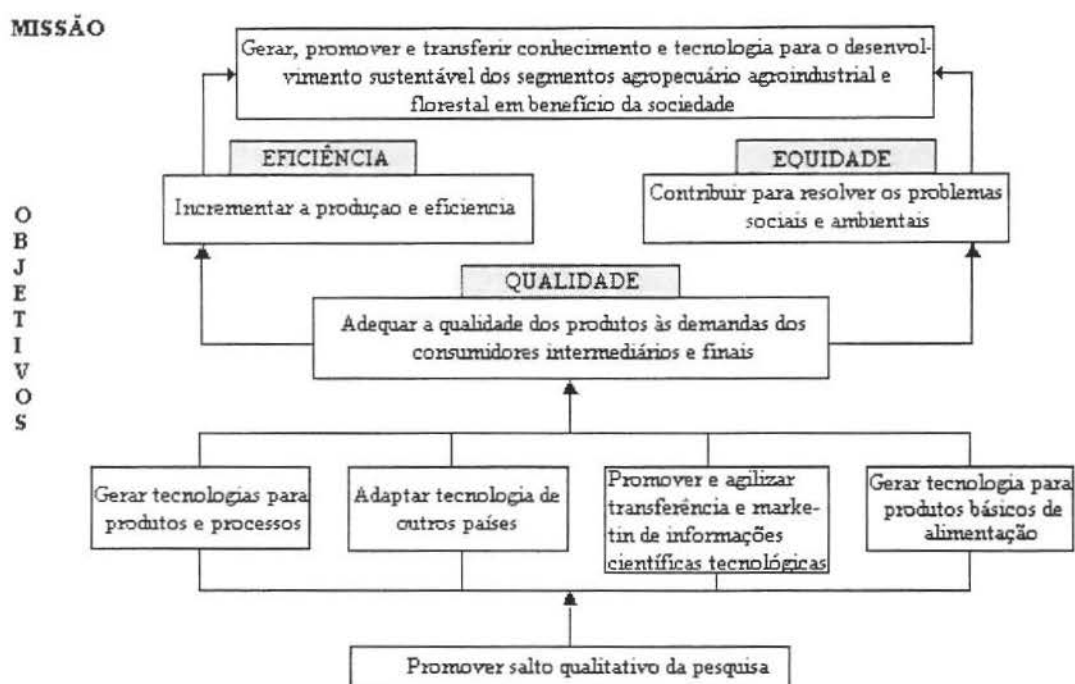 MISSÃO
Gerar, promover e transferir conhecimento e tecnologia para o desenvol-
vimento sustentável dos segmentos agropecuário agroindustrial e
florestal em benefício da sociedade
EFICIÊNCIA
Incrementar a produçao e eficiencia
EQUIDADE
Contribuir para resolver os problemas
sociais e ambientais
O
B
J
E
T
I
V
O
S
QUALIDADE
Adequar a qualidade dos produtos às demandas dos
consumidores intermediários e finais
Gerar tecnologias para
produtos e processos
Adaptar tecnologia de
outros países
Promover e agilizar
transferência e marke-
tin de informações
científicas tecnológicas
Gerar tecnologia para
produtos básicos de
alimentação
Promover salto qualitativo da pesquisa